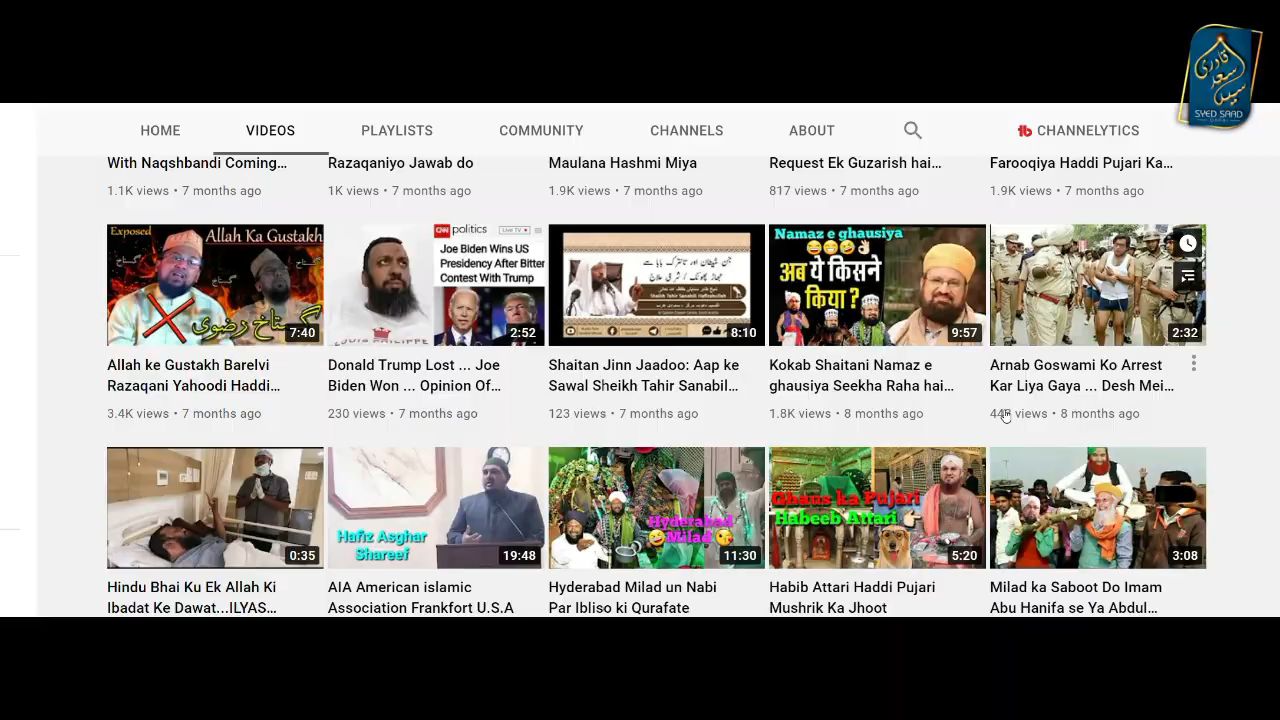 قادری
سعد
سید
SYED SAAD
HOME VIDEOS PLAYLISTS COMMUNITY CHANNELS ABOUT CHANNELYTICS
With Naqshbandi Coming... Razaqaniyo Jawab do Maulana Hashmi Miya Request Ek Guzarish hai... Farooqiya Haddi Pujari Ka...
1.1K views • 7 months ago 1K views • 7 months ago 1.9K views • 7 months ago 817 views • 7 months ago 1.9K views • 7 months ago
Exposed
Allah Ka Gustakh
گستاخ
گستاخ رضوی
7:40
CNN politics LIVE TV
Joe Biden Wins US
Presidency After Bitter
Contest With Trump
LOUIS PHILIPPE
2:52
Shaikh Tahir Sanabili Hafizahullah
8:10
Namaz e ghausiya
अब ये किसने
किया ?
9:57
2:32
Allah ke Gustakh Barelvi Donald Trump Lost ... Joe Shaitan Jinn Jaadoo: Aap ke Kokab Shaitani Namaz e Arnab Goswami Ko Arrest
Razaqani Yahoodi Haddi... Biden Won ... Opinion Of... Sawal Sheikh Tahir Sanabil... ghausiya Seekha Raha hai... Kar Liya Gaya ... Desh Mei...
3.4K views • 7 months ago 230 views • 7 months ago 123 views • 7 months ago 1.8K views • 8 months ago views • 8 months ago
0:35
Hafiz Asghar
Shareef
19:48
Hyderabad
Milad
11:30
Ghaus ka Pujari
Habeeb Attari
5:20
3:08
Hindu Bhai Ku Ek Allah Ki AIA American islamic Hyderabad Milad un Nabi Habib Attari Haddi Pujari Milad ka Saboot Do Imam
Ibadat Ke Dawat...ILYAS... Association Frankfort U.S.A Par Ibliso ki Qurafate Mushrik Ka Jhoot Abu Hanifa se Ya Abdul...